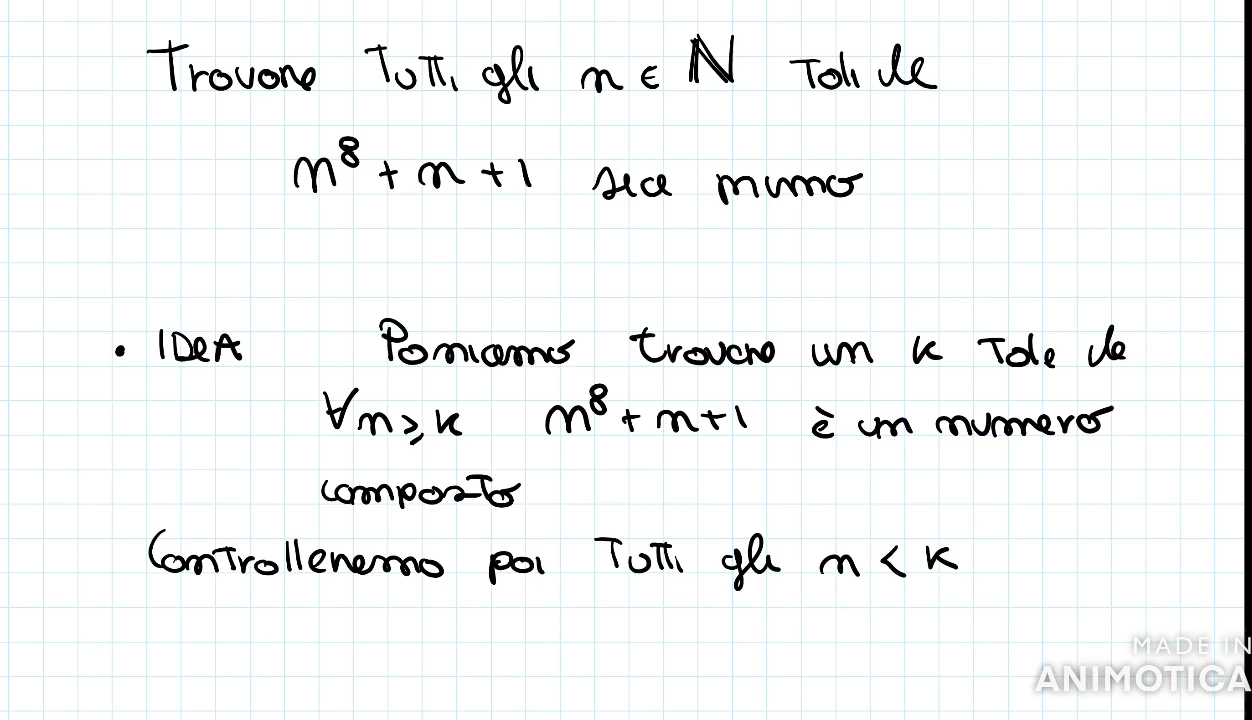 Trovare Tutti gli n ∈ ℕ Tali che
n⁸ + n + 1 sia primo
• IDeA Possiamo trovare un k Tale che
∀n ≥ k n⁸ + n + 1 è un numero
composto
Controlleremo poi Tutti gli n < k
MADE IN
ANIMOTICA